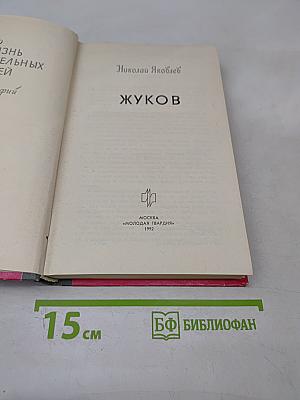 ЗНЬ
ЕЛЬНЫХ
ЕЙ
Николай Яковлев
ЖУКОВ
МОСКВА
«МОЛОДАЯ ГВАРДИЯ»
1992
15 см
БФ БИБЛИОФАН